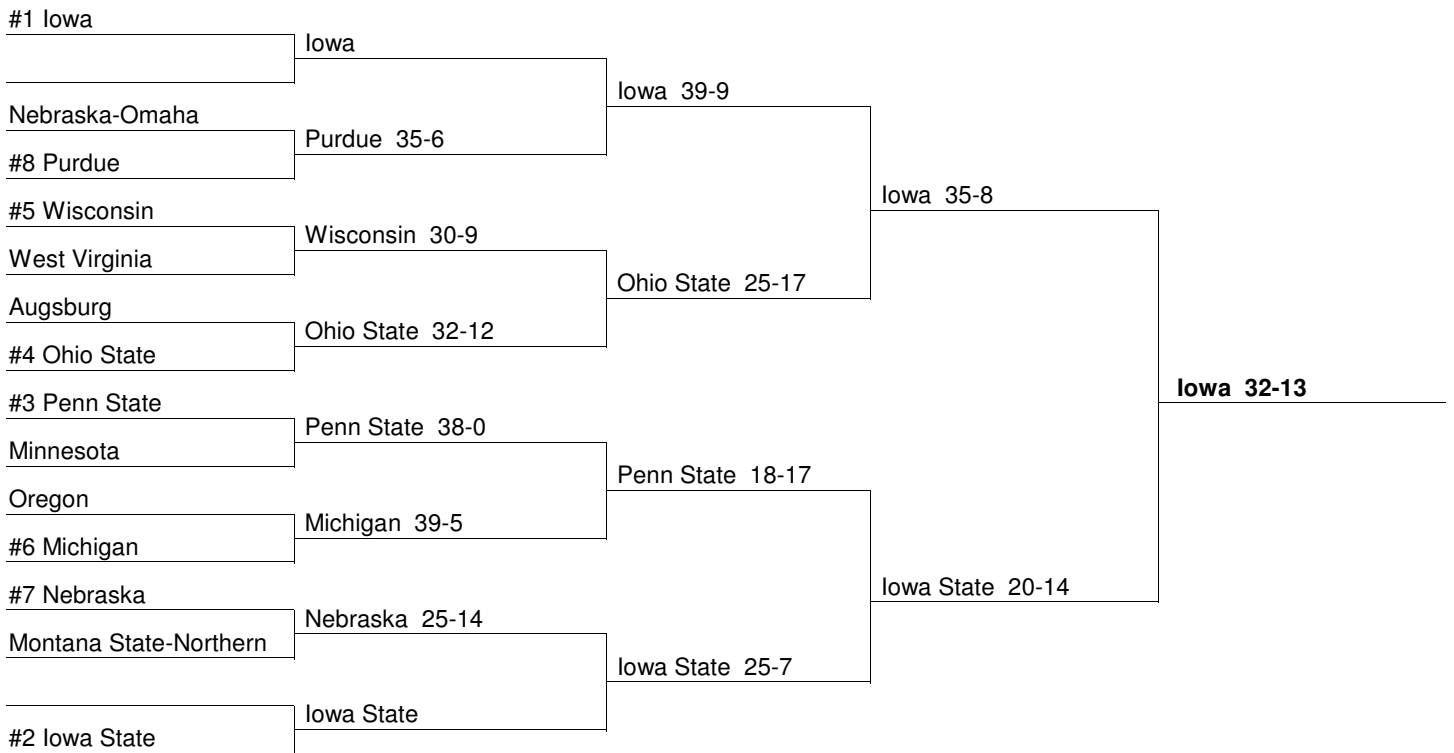 #1 Iowa
Iowa
Iowa 39-9
Nebraska-Omaha
Purdue 35-6
#8 Purdue
Iowa 35-8
#5 Wisconsin
Wisconsin 30-9
West Virginia
Ohio State 25-17
Augsburg
Ohio State 32-12
#4 Ohio State
Iowa 32-13
#3 Penn State
Penn State 38-0
Minnesota
Penn State 18-17
Oregon
Michigan 39-5
#6 Michigan
Iowa State 20-14
#7 Nebraska
Nebraska 25-14
Montana State-Northern
Iowa State 25-7
Iowa State
#2 Iowa State